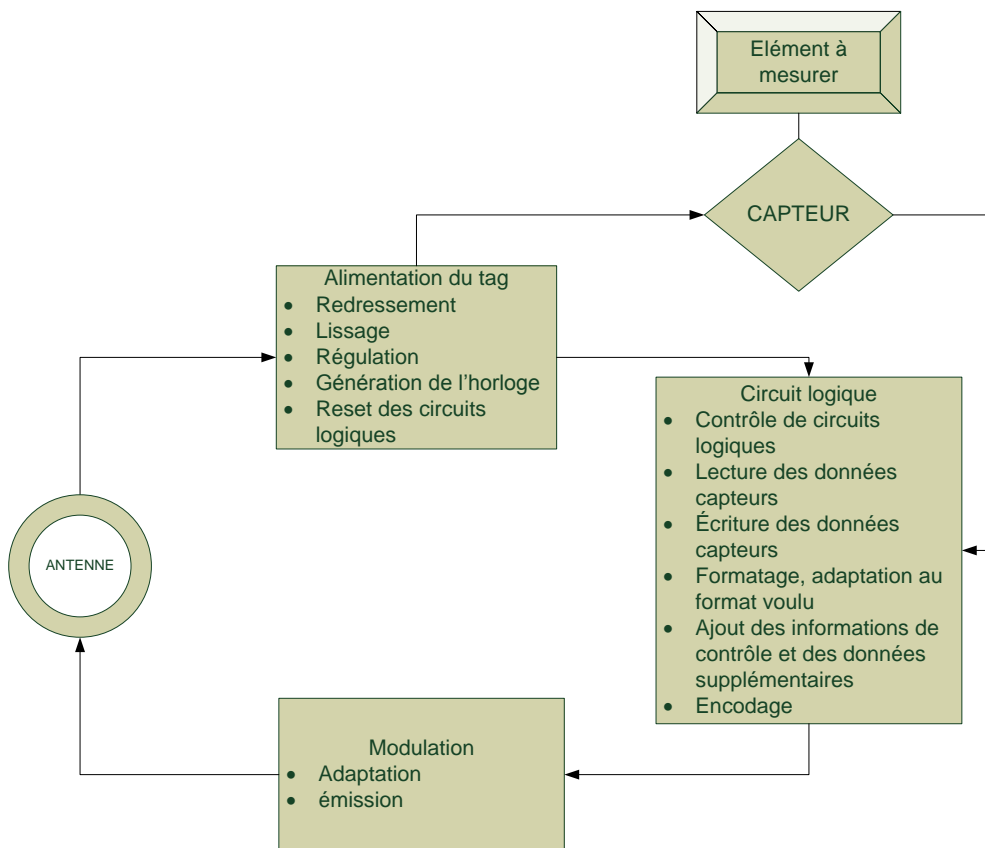 Elément à
mesurer
CAPTEUR
Alimentation du tag
• Redressement
• Lissage
• Régulation
• Génération de l’horloge
• Reset des circuits
logiques
Circuit logique
• Contrôle de circuits
logiques
• Lecture des données
capteurs
• Écriture des données
capteurs
• Formatage, adaptation au
format voulu
• Ajout des informations de
contrôle et des données
supplémentaires
• Encodage
ANTENNE
Modulation
• Adaptation
• émission